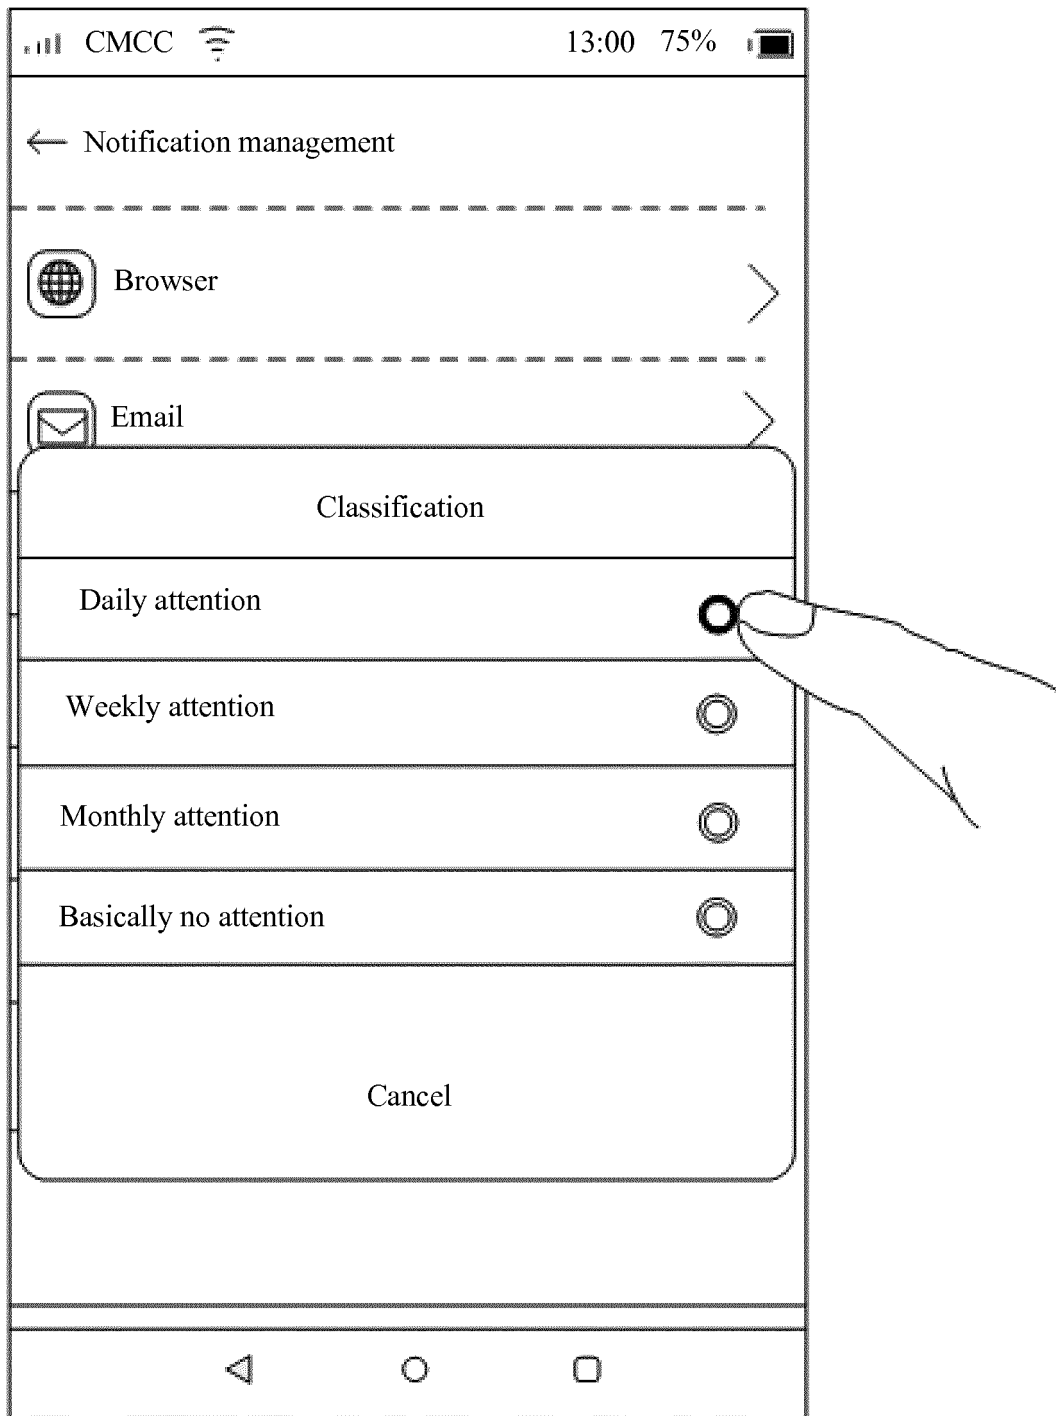 CMCC 13:00 75%
Notification management
Browser
Email
Classification
Daily attention
Weekly attention
Monthly attention
Basically no attention
Cancel